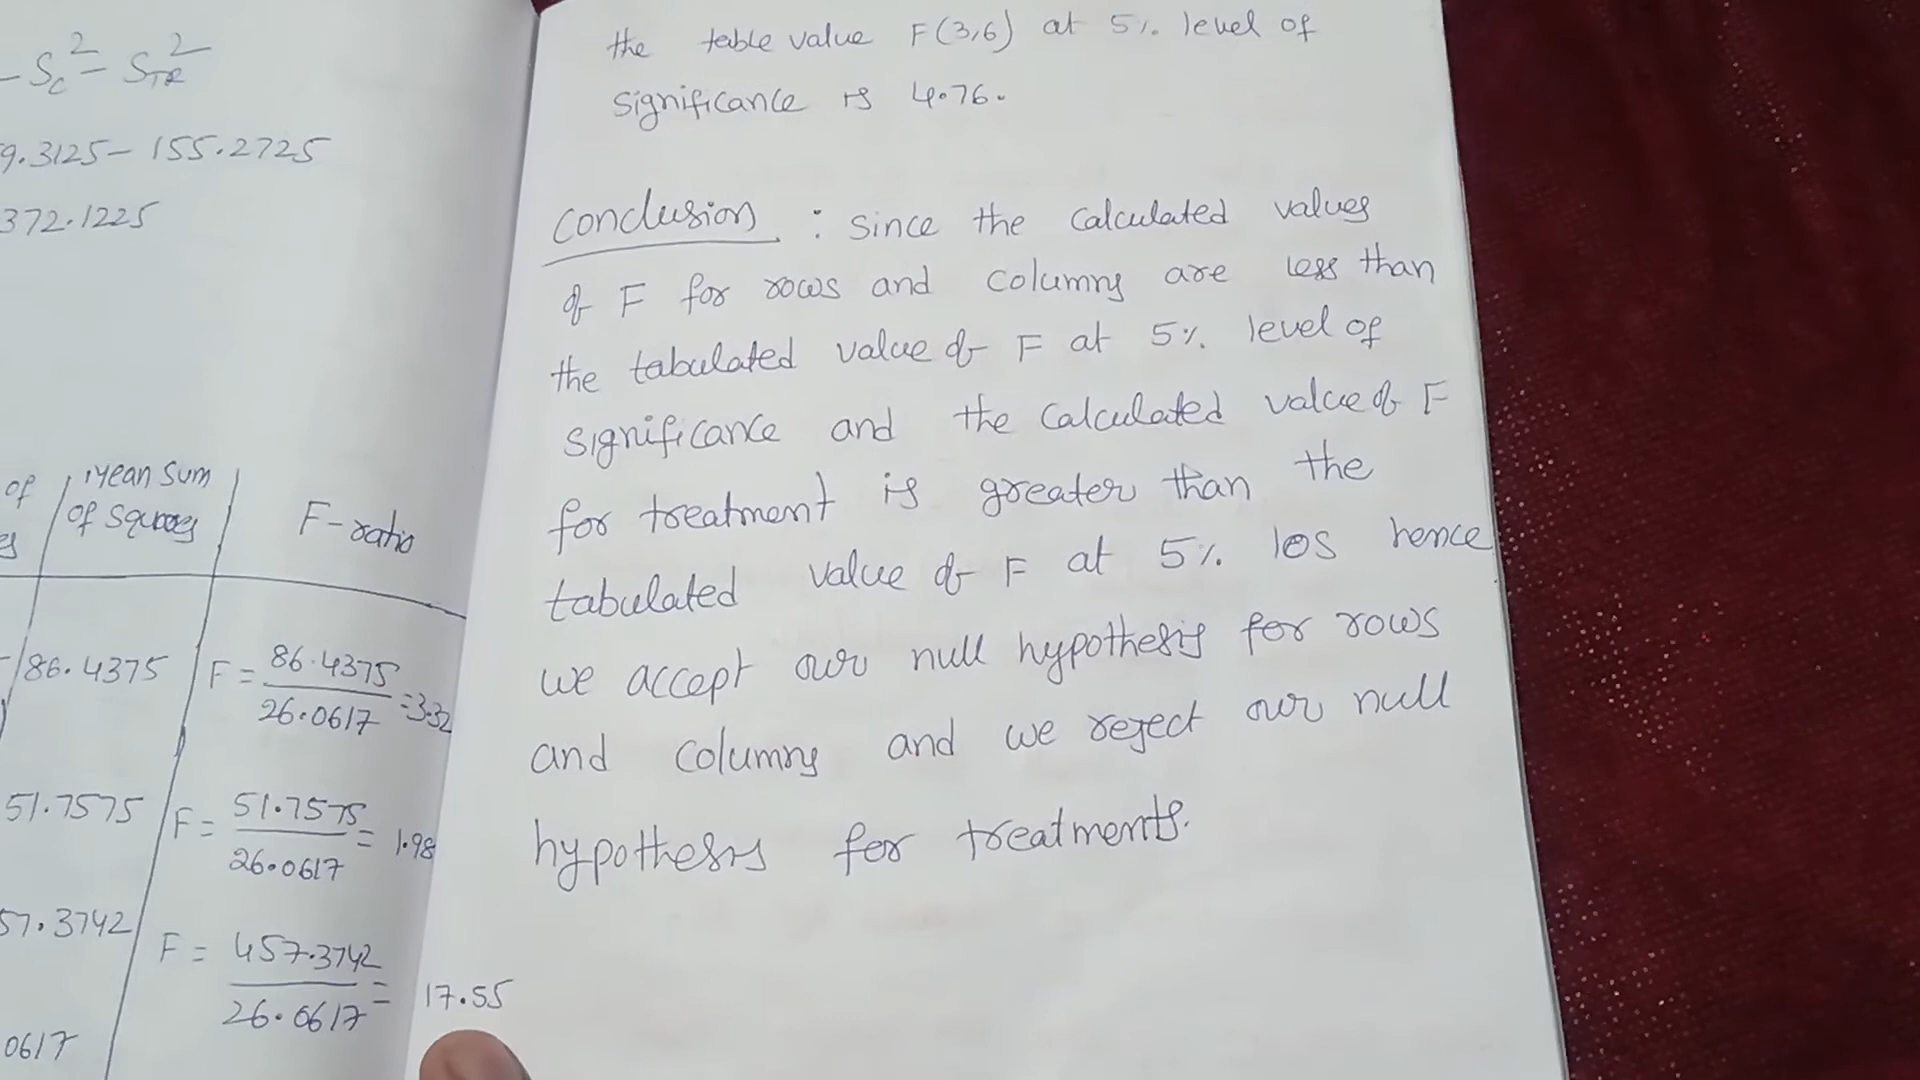 - Sc² - STR²
9.3125 - 155.2725
372.1225
of
Mean Sum of Squares
F-ratio
86.4375
F = 86.4375 / 26.0617 = 3.32
51.7575
F = 51.7575 / 26.0617 = 1.98
57.3742
F = 457.3742 / 26.0617 = 17.55
0617
the table value F(3,6) at 5% level of
significance is 4.76.
Conclusion : Since the Calculated values
of F for rows and Columns are less than
the tabulated value of F at 5% level of
significance and the Calculated value of F
for treatment is greater than the
tabulated value of F at 5% los hence
we accept our null hypothesis for rows
and Columns and we reject our null
hypothesis for treatments.